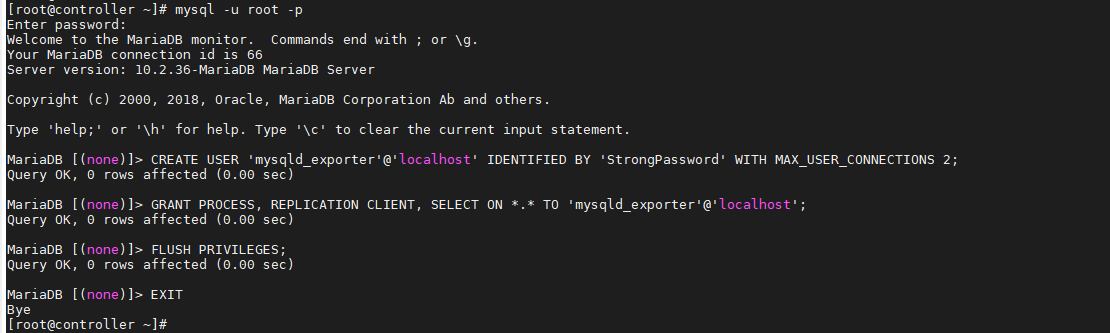 [root@controller ~]# mysql -u root -p
Enter password:
Welcome to the MariaDB monitor.  Commands end with ; or \g.
Your MariaDB connection id is 66
Server version: 10.2.36-MariaDB MariaDB Server
Copyright (c) 2000, 2018, Oracle, MariaDB Corporation Ab and others.
Type 'help;' or '\h' for help. Type '\c' to clear the current input statement.
MariaDB [(none)]> CREATE USER 'mysqld_exporter'@'localhost' IDENTIFIED BY 'StrongPassword' WITH MAX_USER_CONNECTIONS 2;
Query OK, 0 rows affected (0.00 sec)
MariaDB [(none)]> GRANT PROCESS, REPLICATION CLIENT, SELECT ON *.* TO 'mysqld_exporter'@'localhost';
Query OK, 0 rows affected (0.00 sec)
MariaDB [(none)]> FLUSH PRIVILEGES;
Query OK, 0 rows affected (0.00 sec)
MariaDB [(none)]> EXIT
Bye
[root@controller ~]#